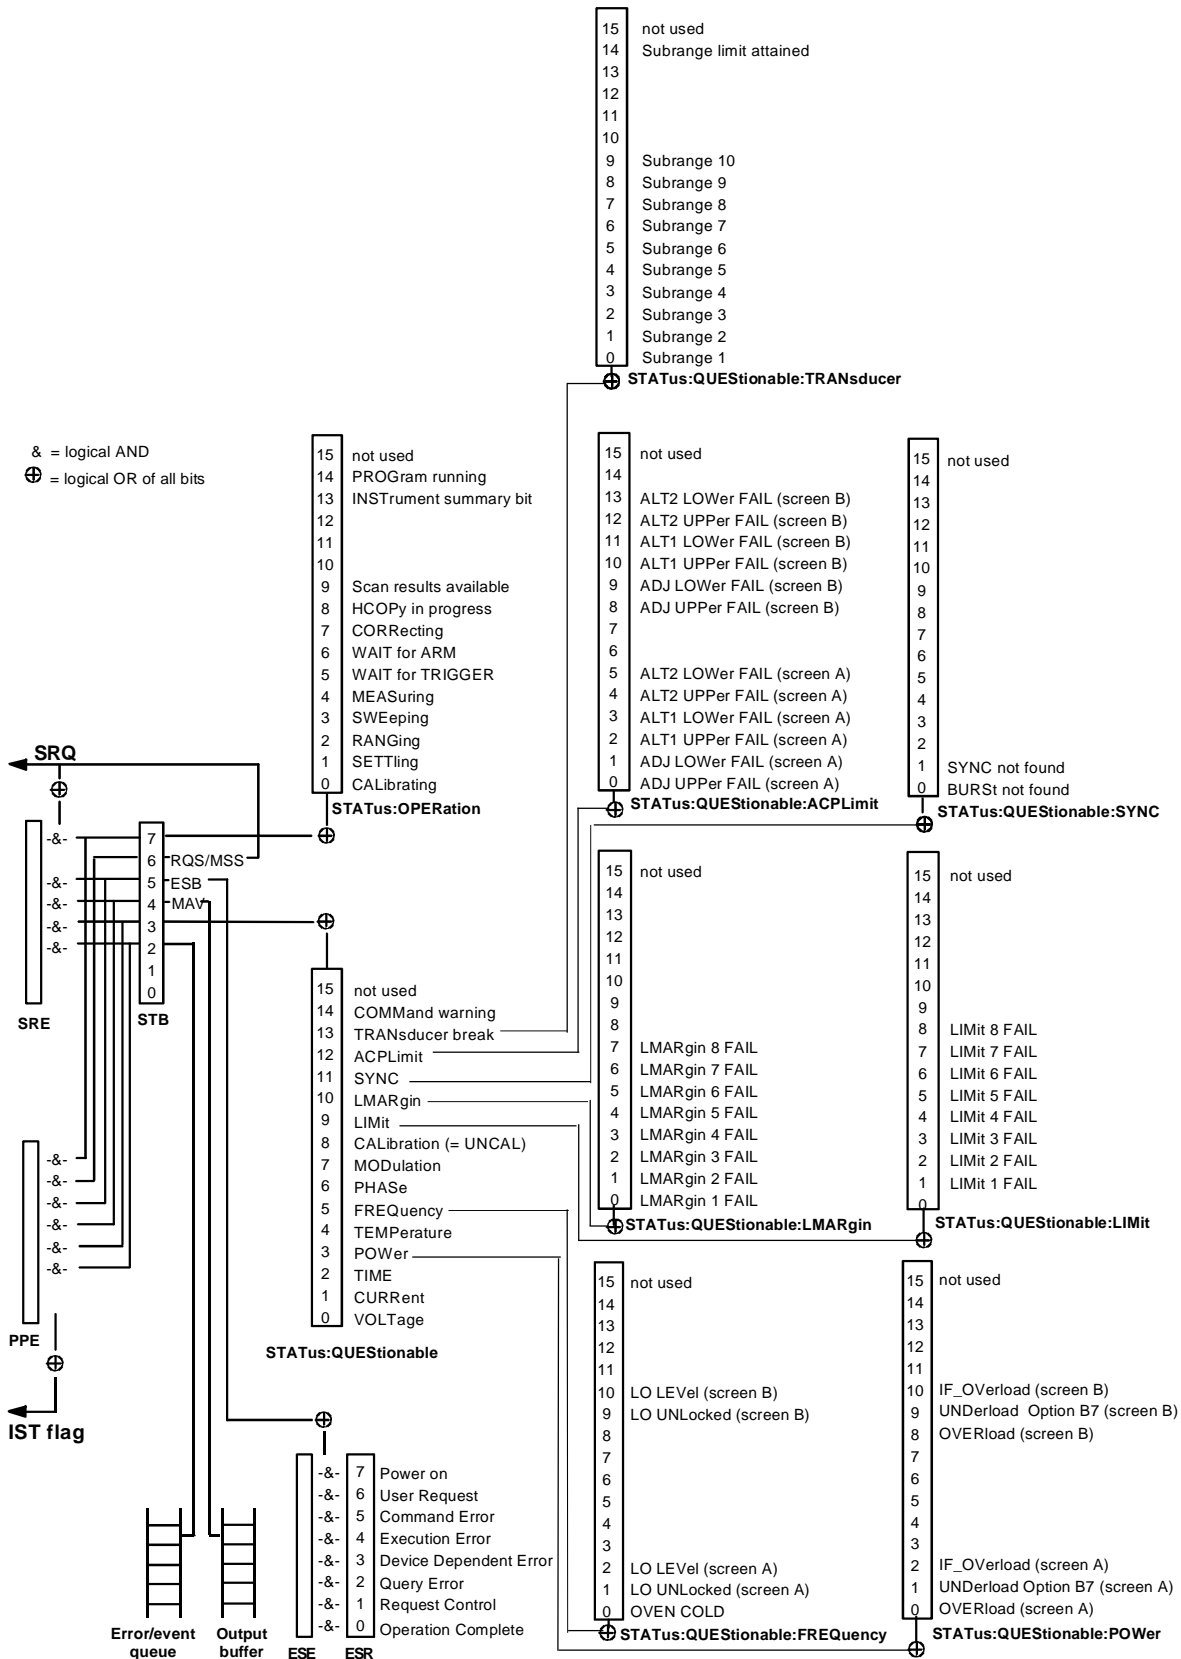 15 not used
14 Subrange limit attained
13
12
11
10
9 Subrange 10
8 Subrange 9
7 Subrange 8
6 Subrange 7
5 Subrange 6
4 Subrange 5
3 Subrange 4
2 Subrange 3
1 Subrange 2
0 Subrange 1
STATus:QUEStionable:TRANsducer
& = logical AND
⊕ = logical OR of all bits
15 not used
14 PROGram running
13 INSTrument summary bit
12
11
10
9 Scan results available
8 HCOPy in progress
7 CORRecting
6 WAIT for ARM
5 WAIT for TRIGGER
4 MEASuring
3 SWEeping
2 RANGing
1 SETTling
0 CALibrating
STATus:OPERation
15 not used
14
13 ALT2 LOWer FAIL (screen B)
12 ALT2 UPPer FAIL (screen B)
11 ALT1 LOWer FAIL (screen B)
10 ALT1 UPPer FAIL (screen B)
9 ADJ LOWer FAIL (screen B)
8 ADJ UPPer FAIL (screen B)
7
6
5 ALT2 LOWer FAIL (screen A)
4 ALT2 UPPer FAIL (screen A)
3 ALT1 LOWer FAIL (screen A)
2 ALT1 UPPer FAIL (screen A)
1 ADJ LOWer FAIL (screen A)
0 ADJ UPPer FAIL (screen A)
STATus:QUEStionable:ACPLimit
15 not used
14
13
12
11
10
9
8
7
6
5
4
3
2
1 SYNC not found
0 BURSt not found
STATus:QUEStionable:SYNC
SRQ
-&-
-&-
-&-
-&-
-&-
SRE
7
6 RQS/MSS
5 ESB
4 MAV
3
2
1
0
STB
15 not used
14 COMMand warning
13 TRANsducer break
12 ACPLimit
11 SYNC
10 LMARgin
9 LIMit
8 CALibration (= UNCAL)
7 MODulation
6 PHASe
5 FREQuency
4 TEMPerature
3 POWer
2 TIME
1 CURRent
0 VOLTage
STATus:QUEStionable
15 not used
14
13
12
11
10
9
8
7 LMARgin 8 FAIL
6 LMARgin 7 FAIL
5 LMARgin 6 FAIL
4 LMARgin 5 FAIL
3 LMARgin 4 FAIL
2 LMARgin 3 FAIL
1 LMARgin 2 FAIL
0 LMARgin 1 FAIL
STATus:QUEStionable:LMARgin
15 not used
14
13
12
11
10
9
8 LIMit 8 FAIL
7 LIMit 7 FAIL
6 LIMit 6 FAIL
5 LIMit 5 FAIL
4 LIMit 4 FAIL
3 LIMit 3 FAIL
2 LIMit 2 FAIL
1 LIMit 1 FAIL
0
STATus:QUEStionable:LIMit
-&-
-&-
-&-
-&-
-&-
-&-
PPE
IST flag
15 not used
14
13
12
11
10 LO LEVel (screen B)
9 LO UNLocked (screen B)
8
7
6
5
4
3
2 LO LEVel (screen A)
1 LO UNLocked (screen A)
0 OVEN COLD
STATus:QUEStionable:FREQuency
15 not used
14
13
12
11
10 IF_OVerload (screen B)
9 UNDerload Option B7 (screen B)
8 OVERload (screen B)
7
6
5
4
3
2 IF_OVerload (screen A)
1 UNDerload Option B7 (screen A)
0 OVERload (screen A)
STATus:QUEStionable:POWer
-&- 7 Power on
-&- 6 User Request
-&- 5 Command Error
-&- 4 Execution Error
-&- 3 Device Dependent Error
-&- 2 Query Error
-&- 1 Request Control
-&- 0 Operation Complete
ESE ESR
Error/event
queue
Output
buffer